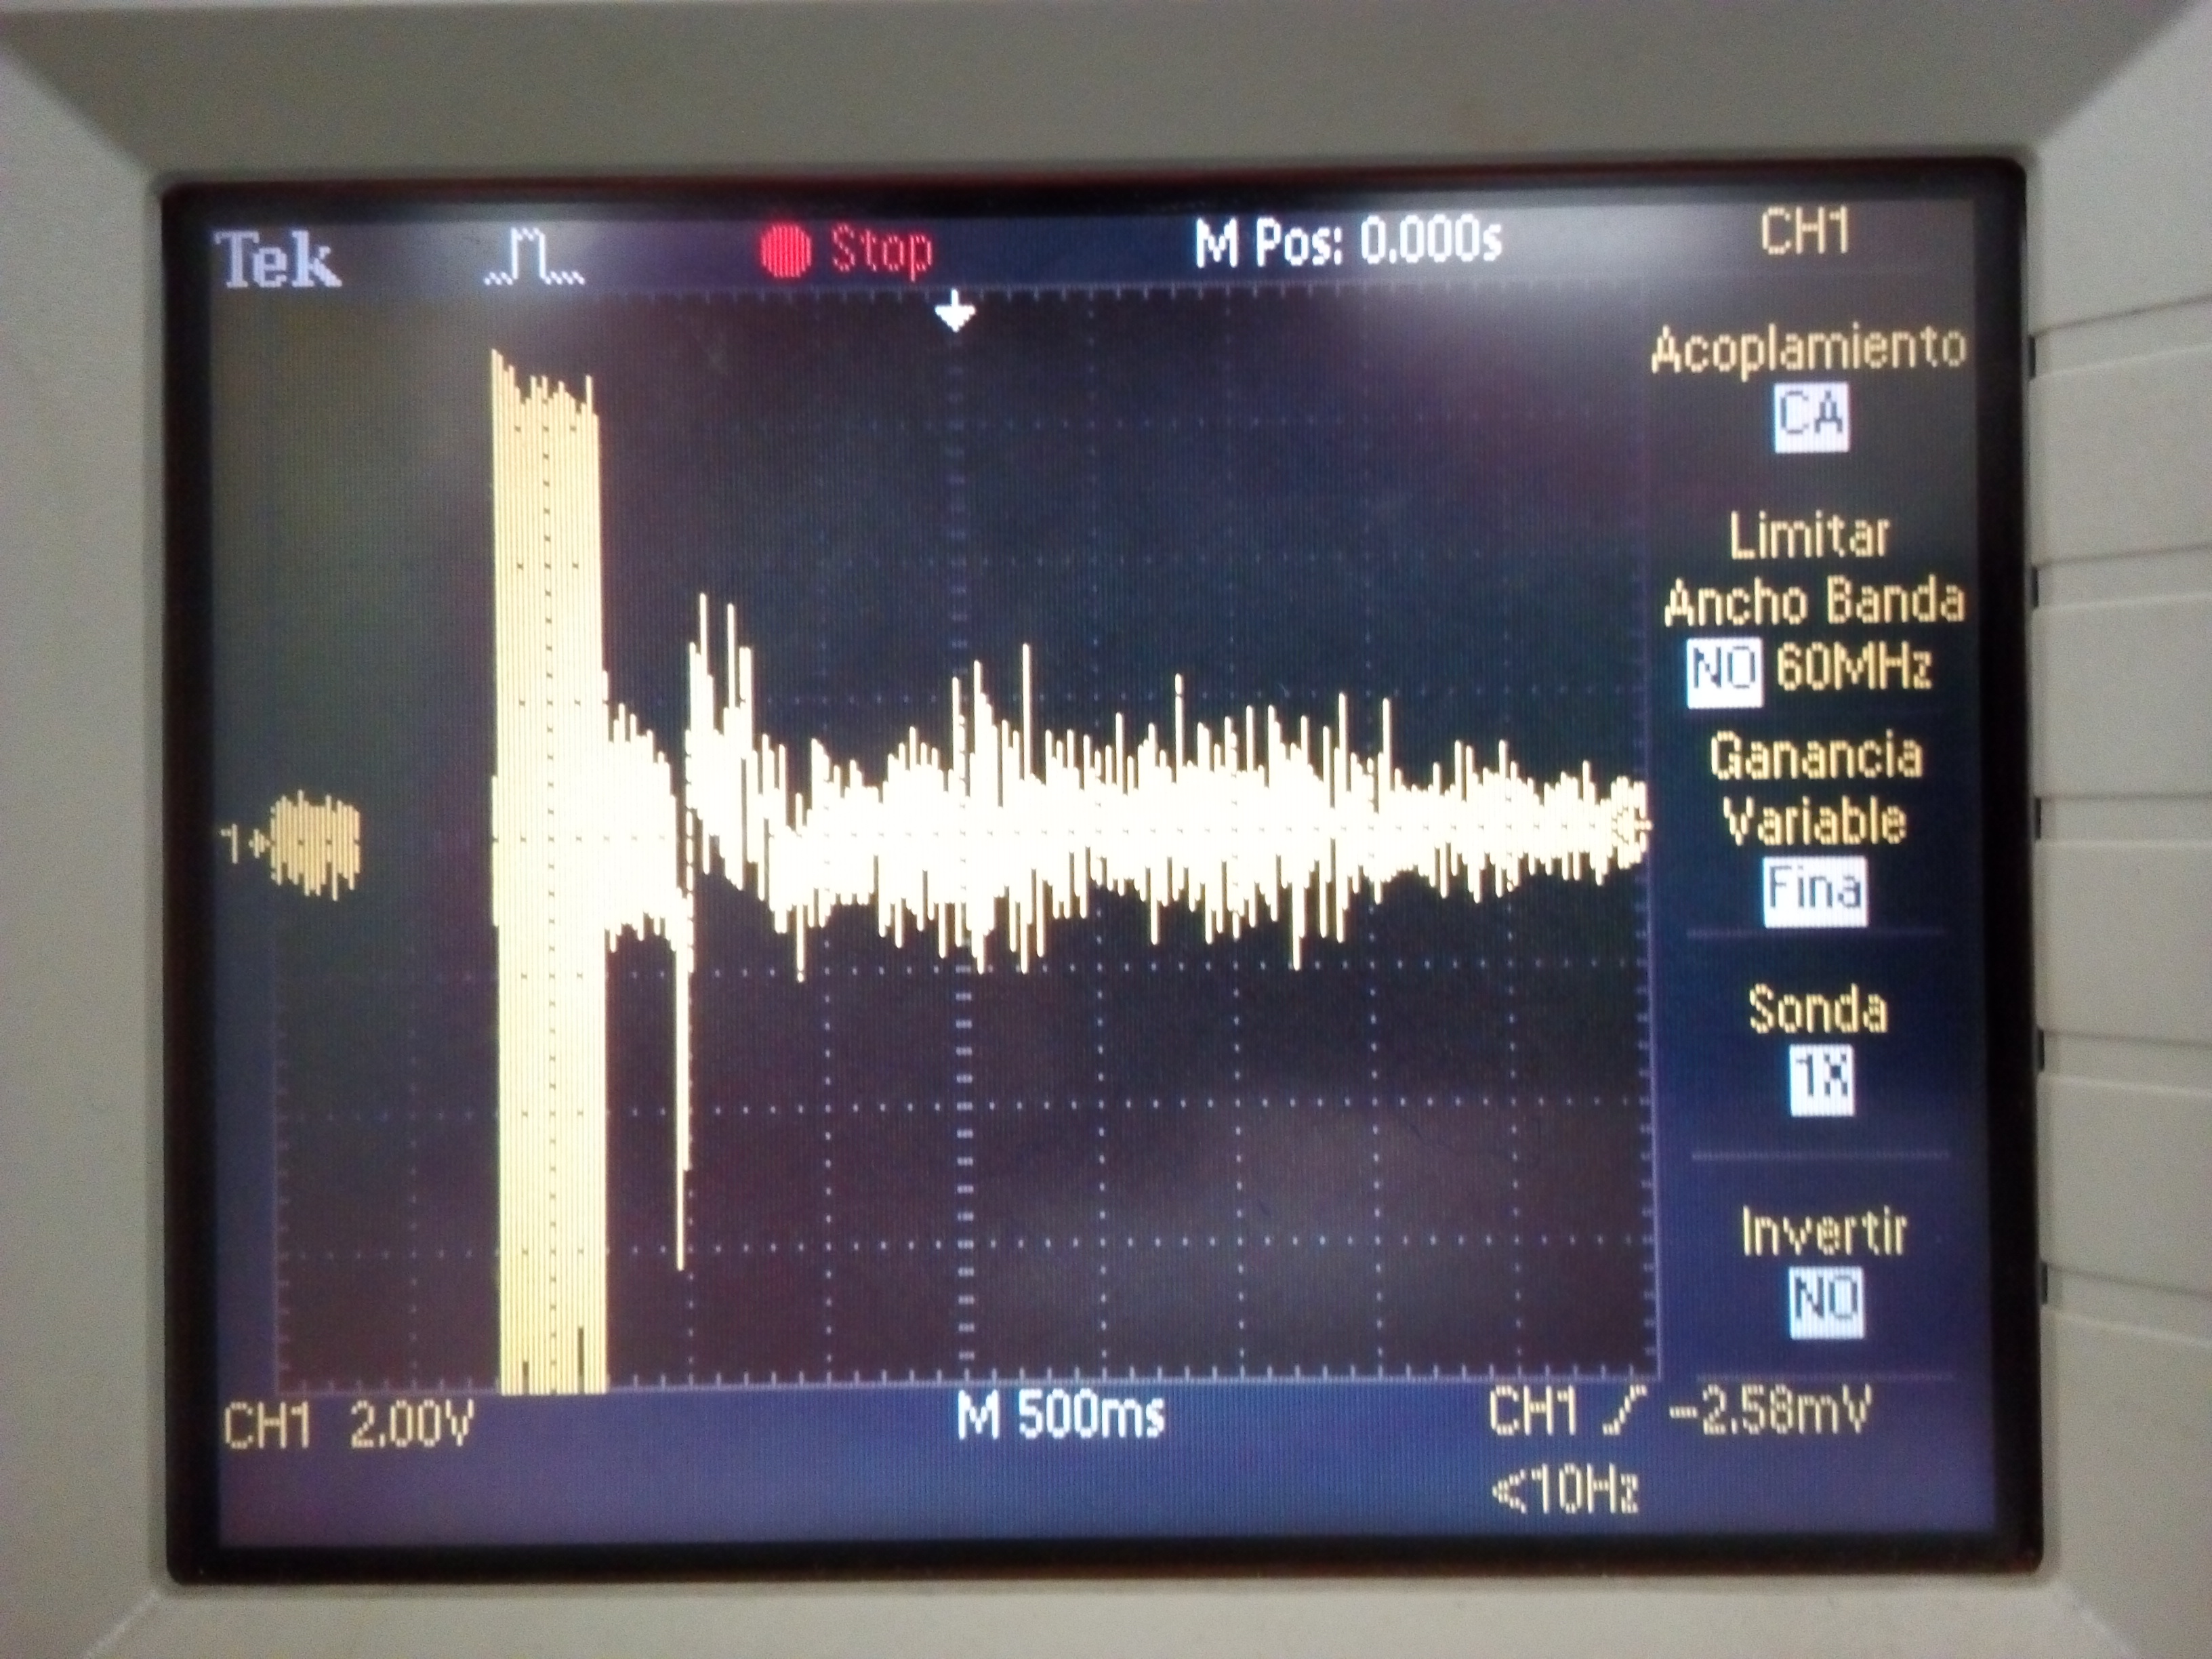 Tek Stop M Pos: 0.000s CH1
Acoplamiento
CA
Limitar
Ancho Banda
NO 60MHz
Ganancia
Variable
Fina
1
Sonda
1X
Invertir
NO
CH1 2.00V M 500ms CH1 -2.58mV
<10Hz